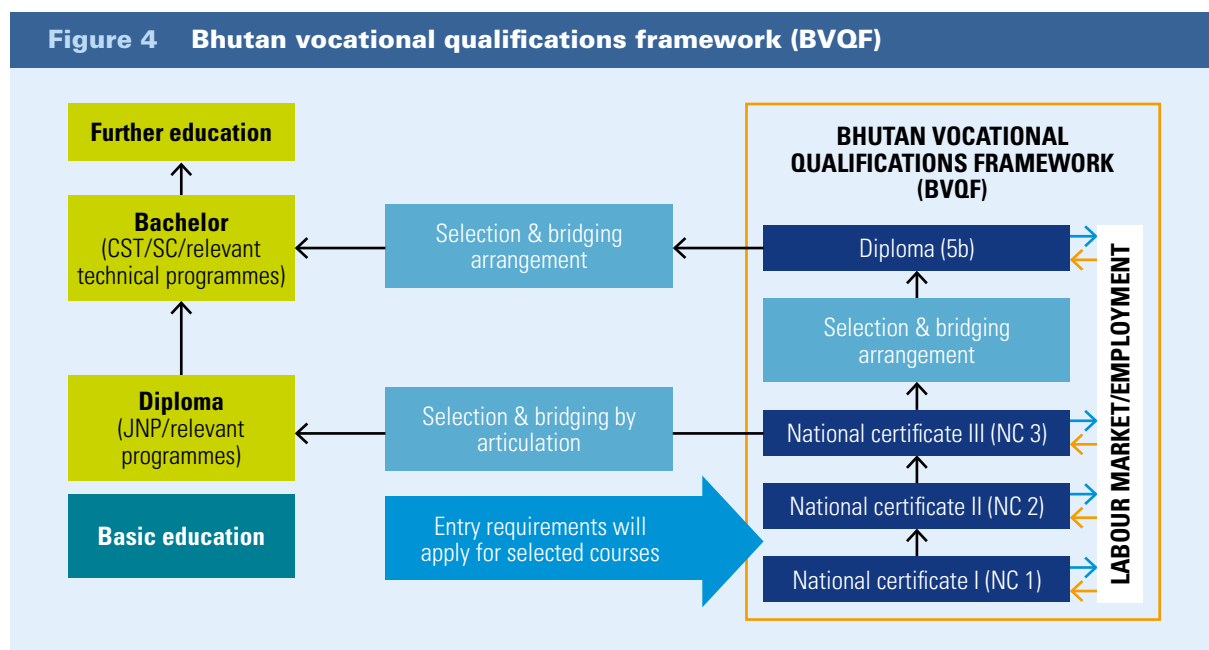 Figure 4 Bhutan vocational qualifications framework (BVQF)
Further education
Bachelor
(CST/SC/relevant
technical programmes)
Diploma
(JNP/relevant
programmes)
Basic education
Selection & bridging
arrangement
Selection & bridging by
articulation
Entry requirements will
apply for selected courses
BHUTAN VOCATIONAL
QUALIFICATIONS FRAMEWORK
(BVQF)
Diploma (5b)
Selection & bridging
arrangement
National certificate III (NC 3)
National certificate II (NC 2)
National certificate I (NC 1)
LABOUR MARKET/EMPLOYMENT